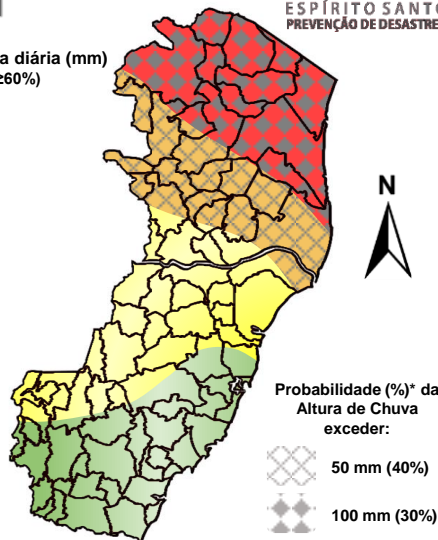 ESPÍRITO SANTO
PREVENÇÃO DE DESASTRE
a diária (mm)
≥60%)
N
Probabilidade (%)* da
Altura de Chuva
exceder:
50 mm (40%)
100 mm (30%)